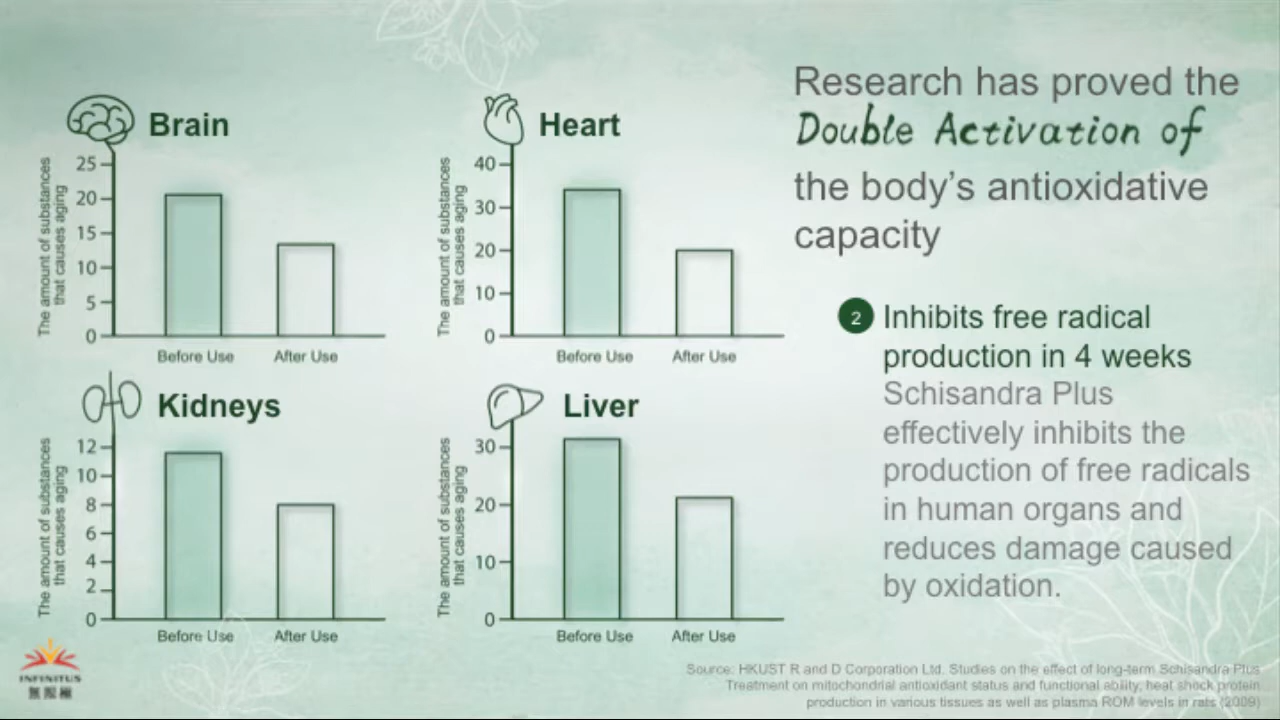 Research has proved the
Double Activation of
the body's antioxidative
capacity
Brain
The amount of substances
that causes aging
25
20
15
10
5
0
Before Use
After Use
Heart
The amount of substances
that causes aging
40
30
20
10
0
Before Use
After Use
Kidneys
The amount of substances
that causes aging
12
10
8
6
4
2
0
Before Use
After Use
Liver
The amount of substances
that causes aging
30
20
10
0
Before Use
After Use
2 Inhibits free radical
production in 4 weeks
Schisandra Plus
effectively inhibits the
production of free radicals
in human organs and
reduces damage caused
by oxidation.
INFINITUS
無限極
Source: HKUST R and D Corporation Ltd. Studies on the effect of long-term Schisandra Plus
Treatment on mitochondrial antioxidant status and functional ability, heat shock protein
production in various tissues as well as plasma ROM levels in rats (2009)